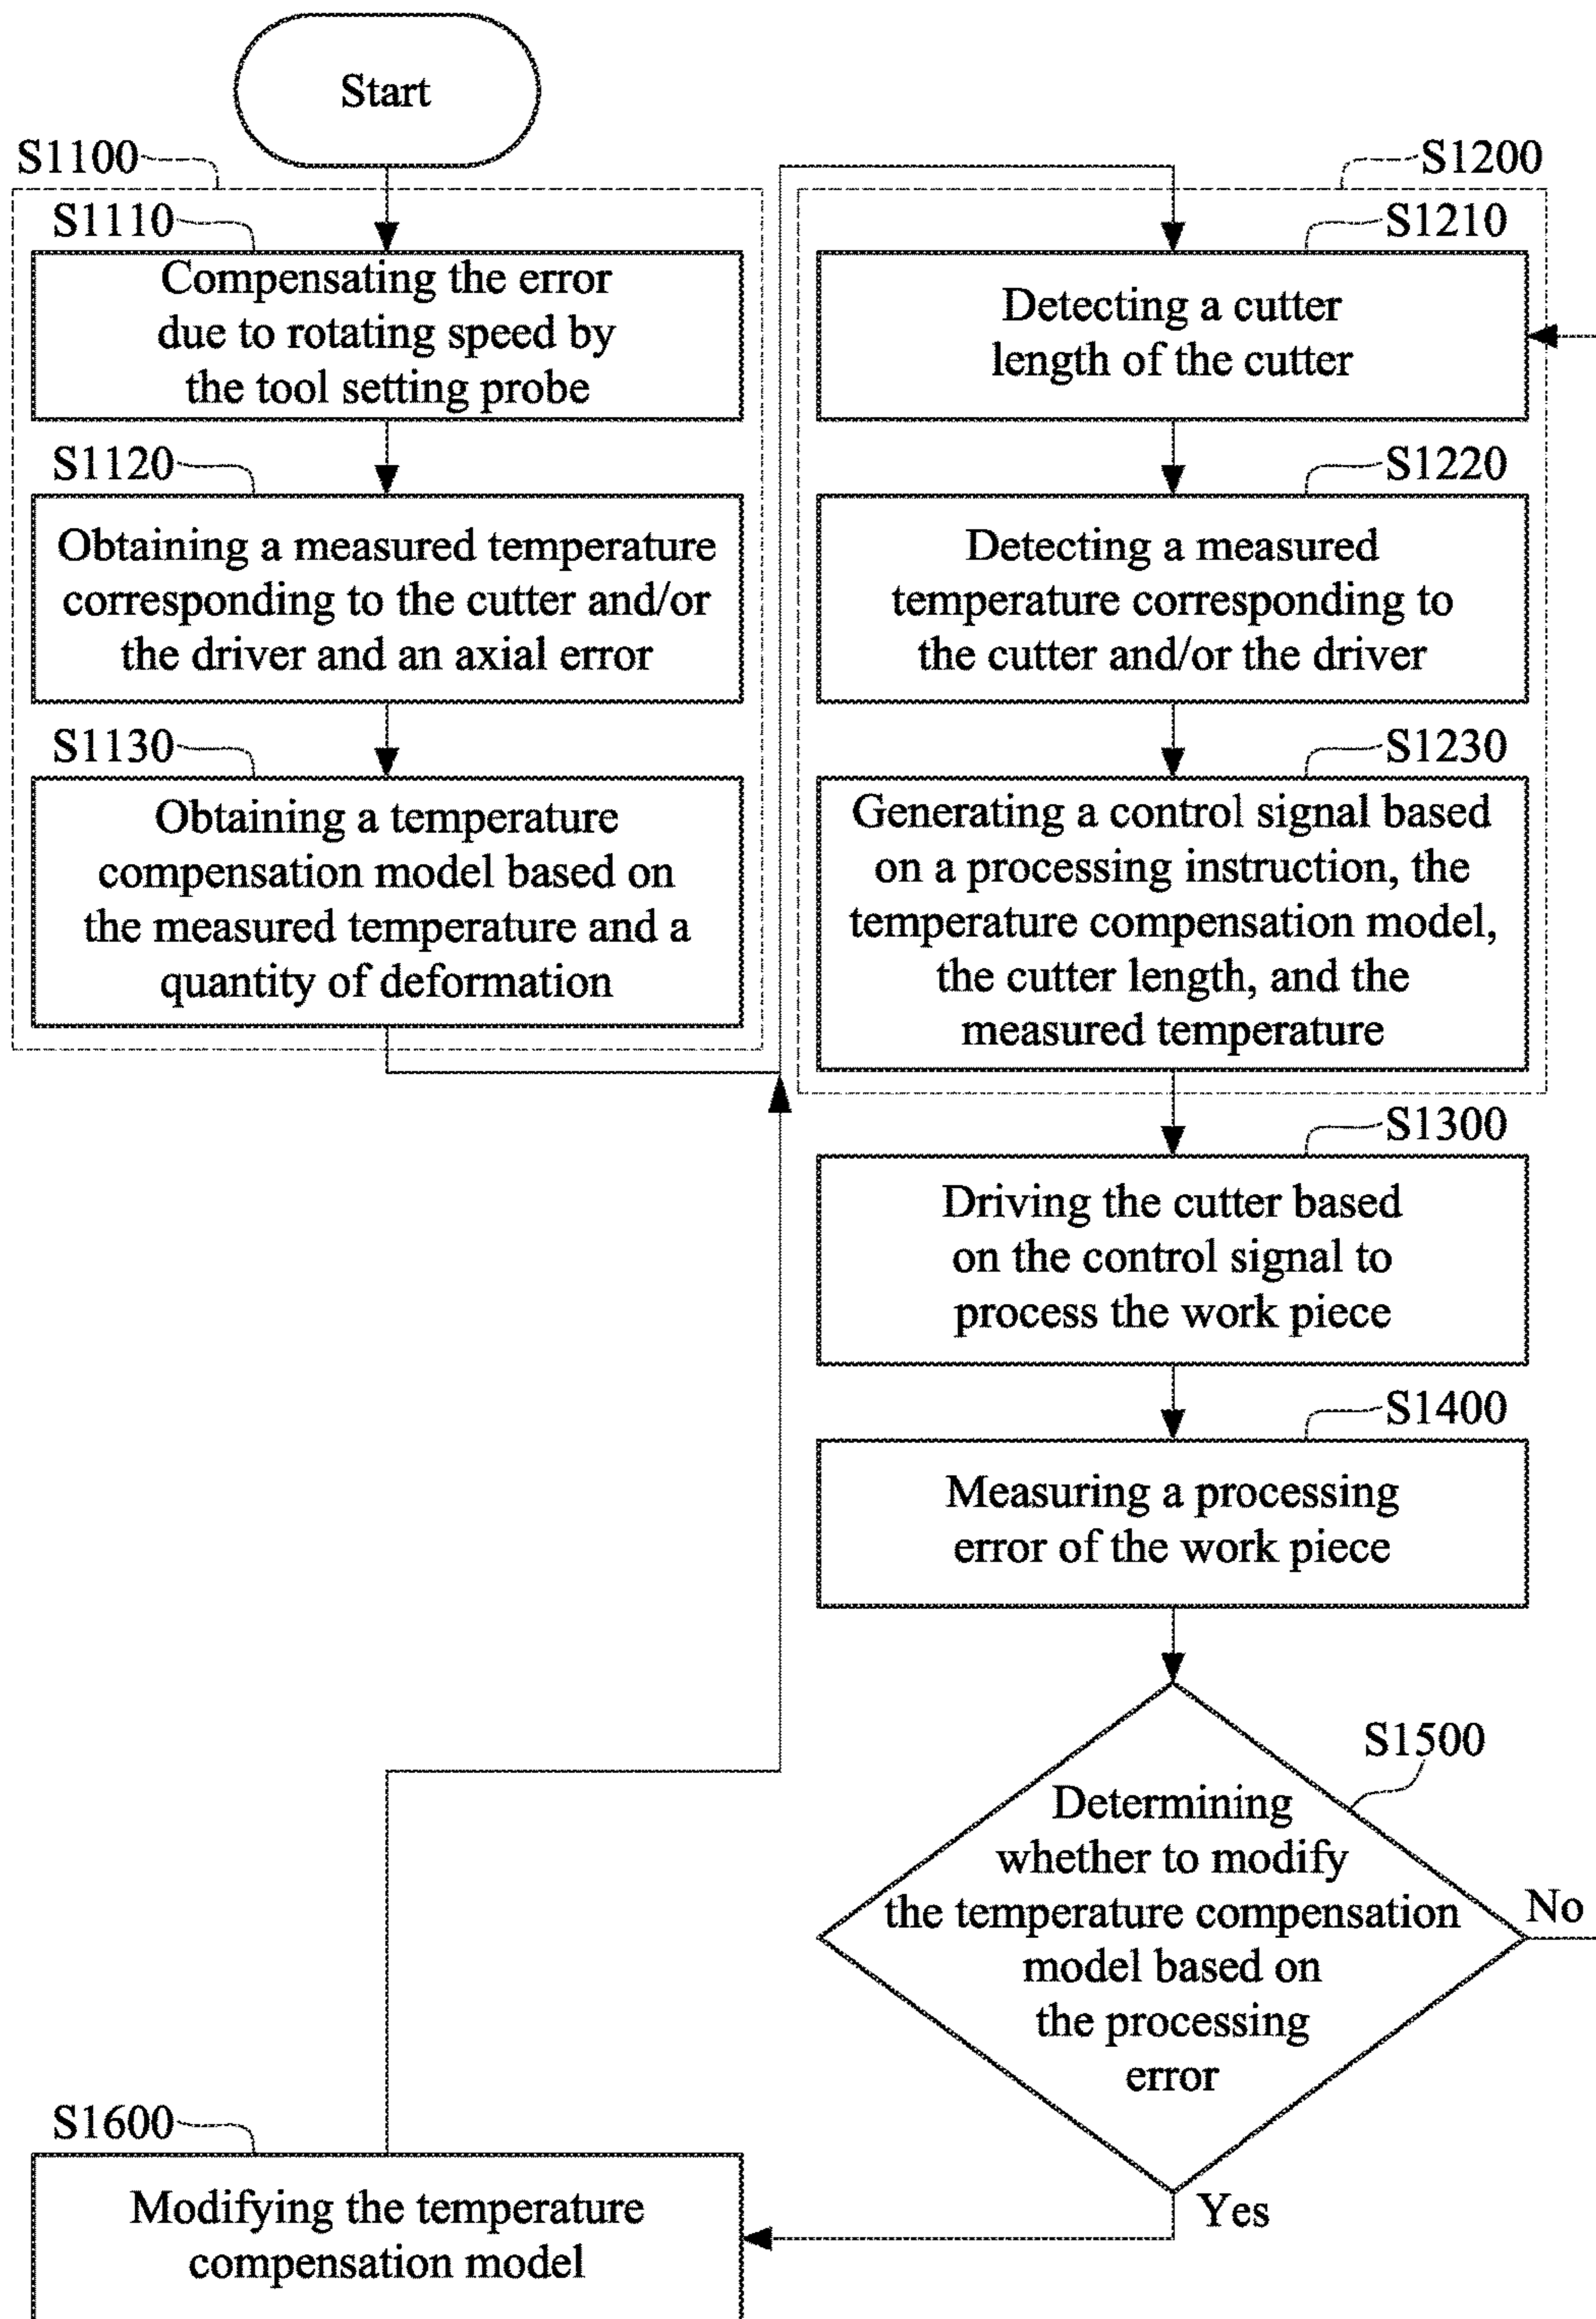 Start
S1100
S1110
Compensating the error
due to rotating speed by
the tool setting probe
S1120
Obtaining a measured temperature
corresponding to the cutter and/or
the driver and an axial error
S1130
Obtaining a temperature
compensation model based on
the measured temperature and a
quantity of deformation
S1200
S1210
Detecting a cutter
length of the cutter
S1220
Detecting a measured
temperature corresponding to
the cutter and/or the driver
S1230
Generating a control signal based
on a processing instruction, the
temperature compensation model,
the cutter length, and the
measured temperature
S1300
Driving the cutter based
on the control signal to
process the work piece
S1400
Measuring a processing
error of the work piece
S1500
Determining
whether to modify
the temperature compensation
model based on
the processing
error
No
Yes
S1600
Modifying the temperature
compensation model